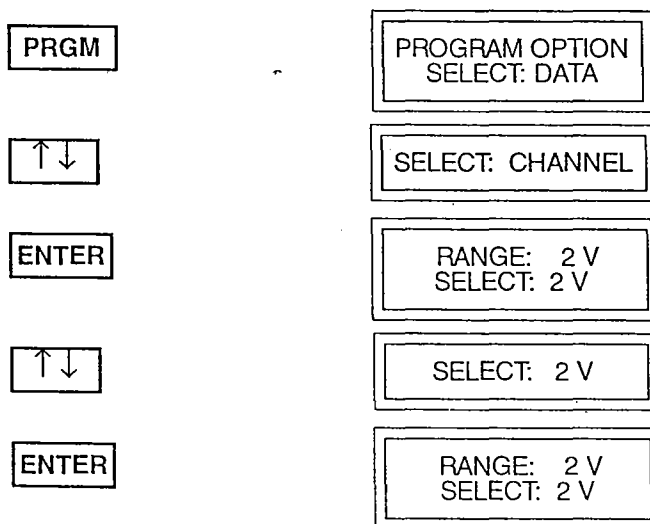 PRGM
PROGRAM OPTION
SELECT: DATA
↑↓
SELECT: CHANNEL
ENTER
RANGE: 2 V
SELECT: 2 V
↑↓
SELECT: 2 V
ENTER
RANGE: 2 V
SELECT: 2 V